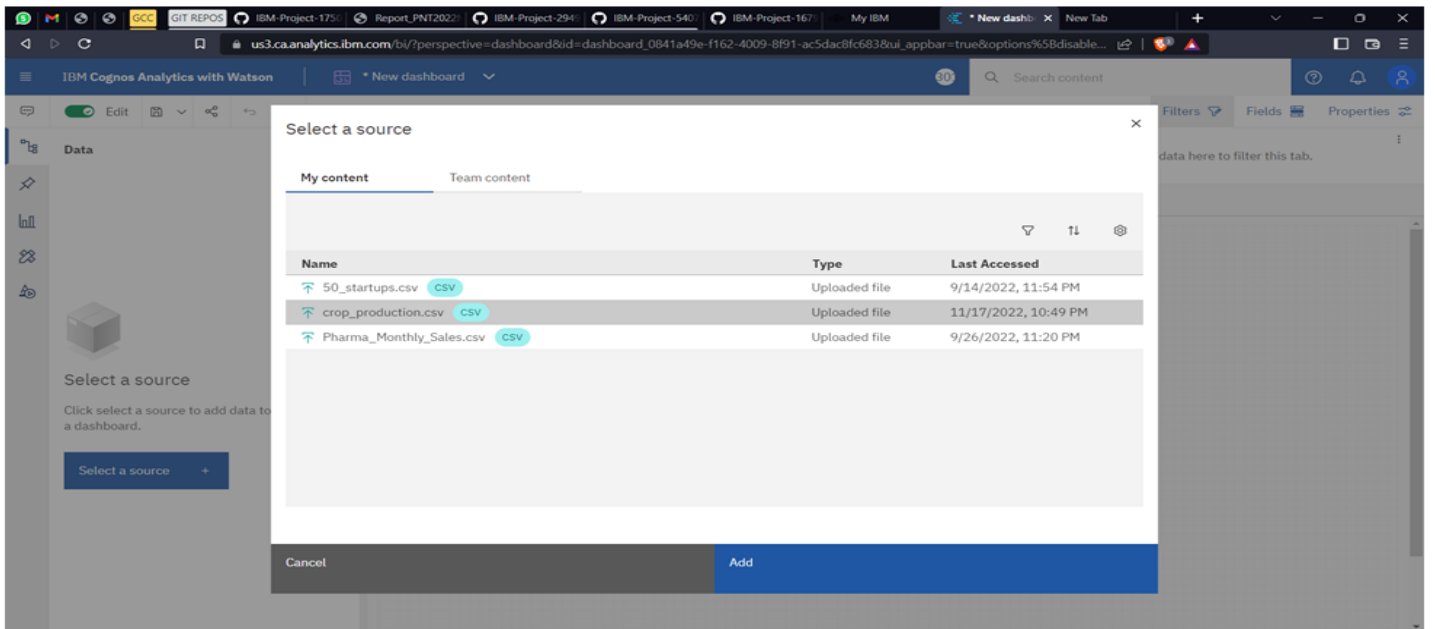 GCC GIT REPOS IBM-Project-175 Report_PNT2022 IBM-Project-294 IBM-Project-5407 IBM-Project-167 My IBM * New dashb New Tab
us3.ca.analytics.ibm.com/bi/?perspective=dashboard&id=dashboard_0841a49e-f162-4009-8f91-ac5dac8fc683&ui_appbar=true&options%5Bdisable...
IBM Cognos Analytics with Watson * New dashboard 30 Search content
Edit Filters Fields Properties
Select a source
Data
data here to filter this tab.
My content Team content
Name Type Last Accessed
50_startups.csv CSV Uploaded file 9/14/2022, 11:54 PM
crop_production.csv CSV Uploaded file 11/17/2022, 10:49 PM
Pharma_Monthly_Sales.csv CSV Uploaded file 9/26/2022, 11:20 PM
Select a source
Click select a source to add data to
a dashboard.
Select a source +
Cancel Add